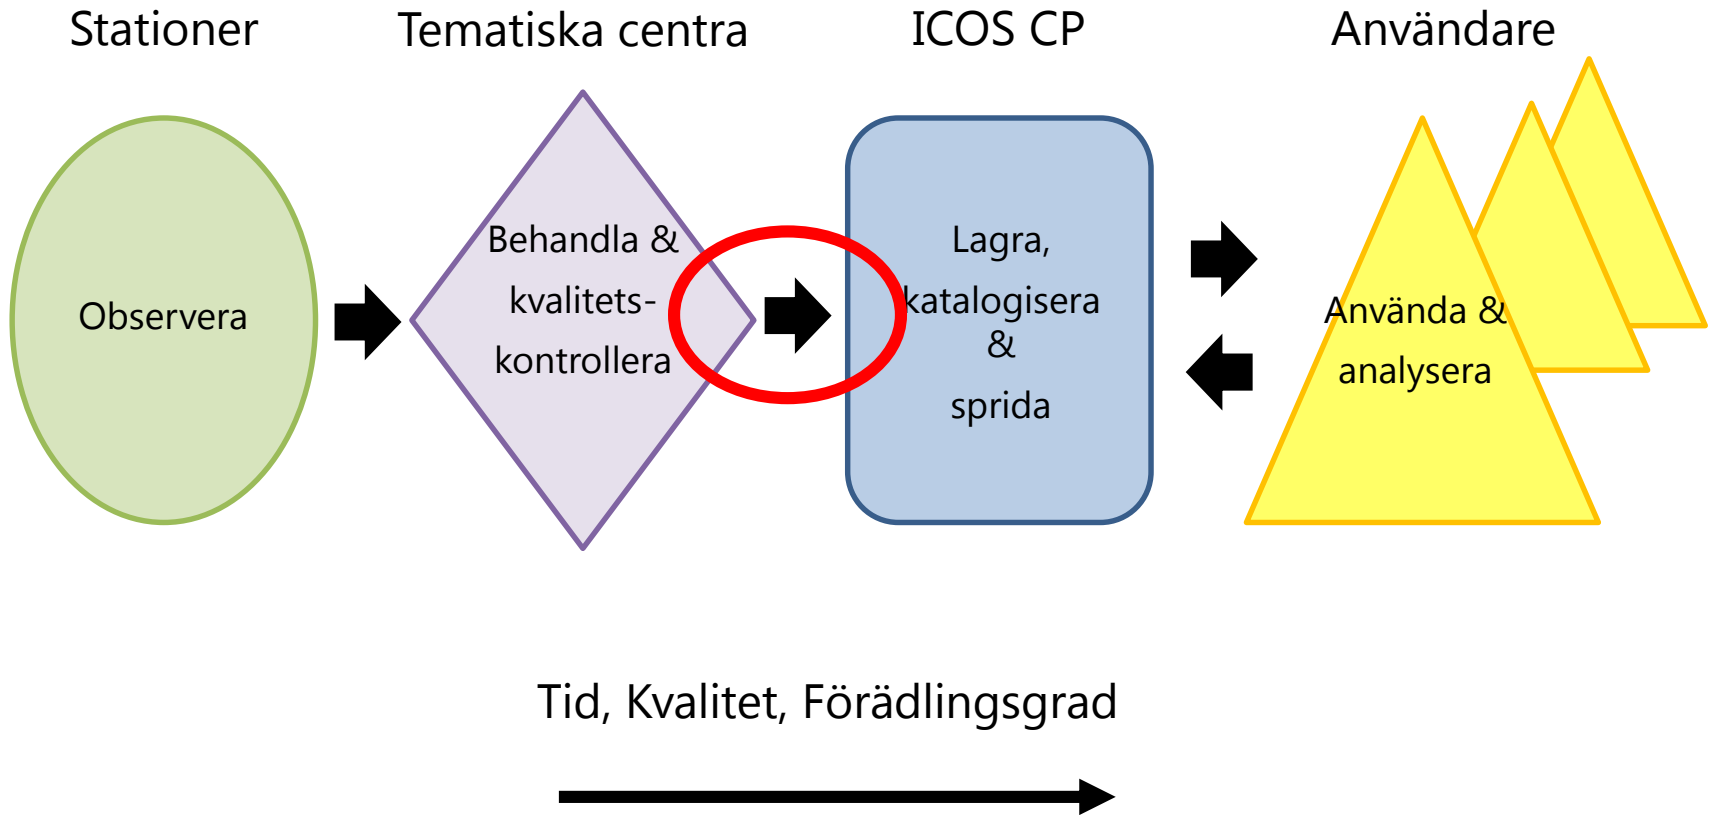 Stationer
Tematiska centra
ICOS CP
Användare
Observera
Behandla &
kvalitets-
kontrollera
Lagra,
katalogisera
&
sprida
Använda &
analysera
Tid, Kvalitet, Förädlingsgrad